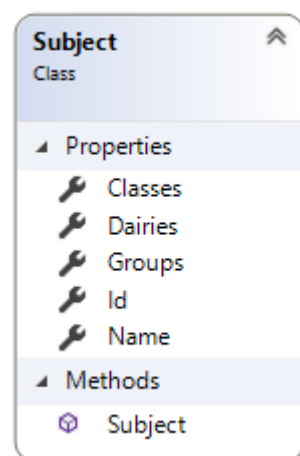 Subject
Class
Properties
Classes
Dairies
Groups
Id
Name
Methods
Subject